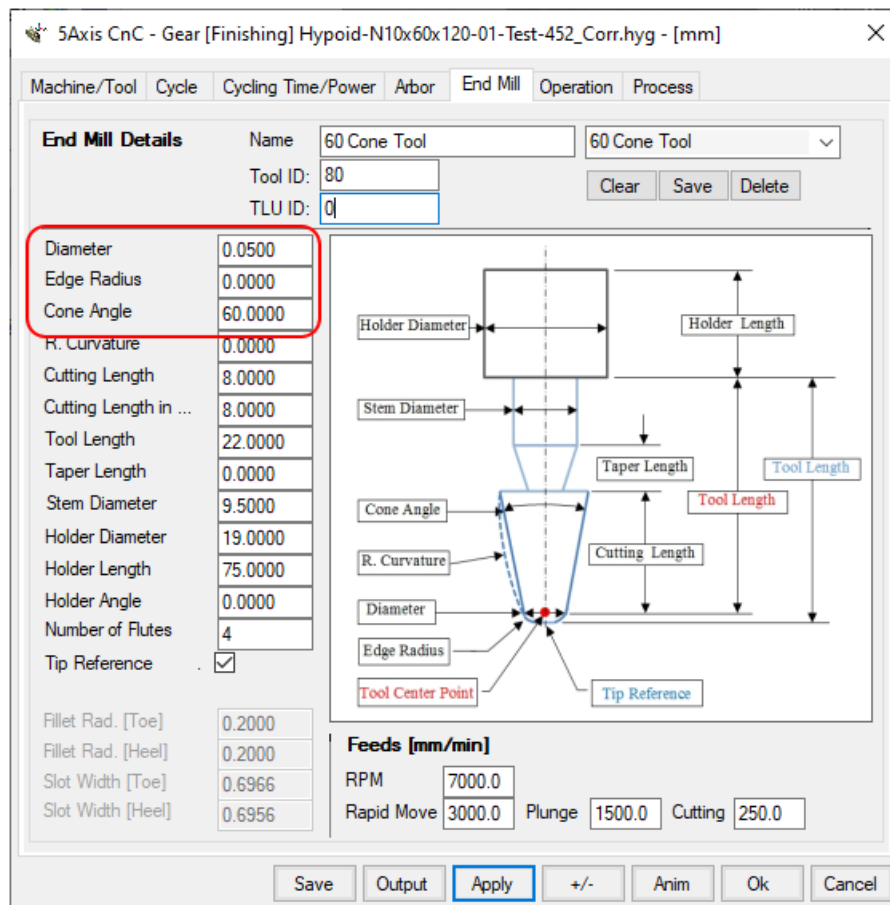 5Axis CnC - Gear [Finishing] Hypoid-N10x60x120-01-Test-452_Corr.hyg - [mm]
Machine/Tool Cycle Cycling Time/Power Arbor End Mill Operation Process
End Mill Details Name 60 Cone Tool 60 Cone Tool
Tool ID: 80 Clear Save Delete
TLU ID: 0
Diameter 0.0500
Edge Radius 0.0000
Cone Angle 60.0000
R. Curvature 0.0000
Cutting Length 8.0000
Cutting Length in ... 8.0000
Tool Length 22.0000
Taper Length 0.0000
Stem Diameter 9.5000
Holder Diameter 19.0000
Holder Length 75.0000
Holder Angle 0.0000
Number of Flutes 4
Tip Reference .
Fillet Rad. [Toe] 0.2000
Fillet Rad. [Heel] 0.2000
Slot Width [Toe] 0.6966
Slot Width [Heel] 0.6956
Holder Diameter Holder Length
Stem Diameter
Taper Length Tool Length
Tool Length
Cone Angle
Cutting Length
R. Curvature
Diameter
Edge Radius
Tool Center Point Tip Reference
Feeds [mm/min]
RPM 7000.0
Rapid Move 3000.0 Plunge 1500.0 Cutting 250.0
Save Output Apply +/- Anim Ok Cancel